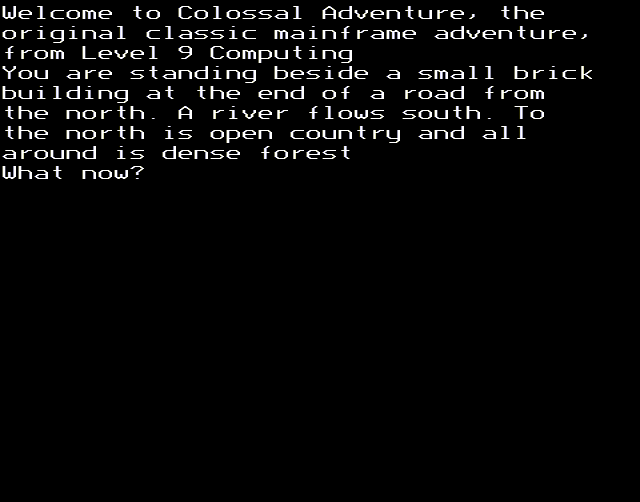 Welcome to Colossal Adventure, the
original classic mainframe adventure,
from Level 9 Computing
You are standing beside a small brick
building at the end of a road from
the north. A river flows south. To
the north is open country and all
around is dense forest
What now?